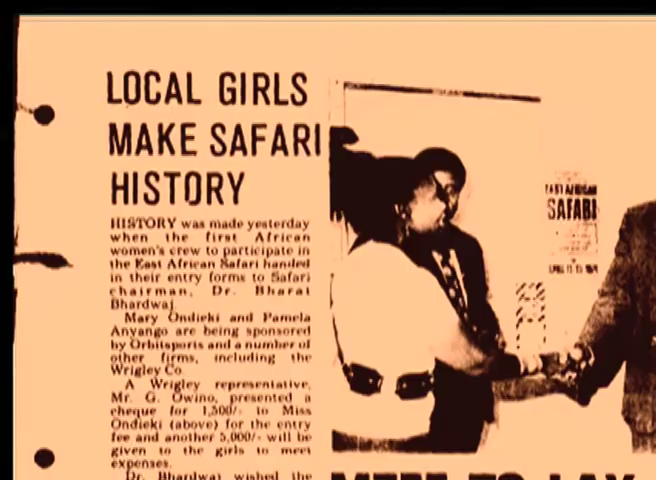 LOCAL GIRLS
MAKE SAFARI
HISTORY
HISTORY was made yesterday
when the first African
women's crew to participate in
the East African Safari handed
in their entry forms to Safari
chairman, Dr. Bharat
Bhardwaj.
Mary Ondieki and Pamela
Anyango are being sponsored
by Orbitsports and a number of
other firms, including the
Wrigley Co.
A Wrigley representative,
Mr. G. Owino, presented a
cheque for 1,500/- to Miss
Ondieki (above) for the entry
fee and another 5,000/- will be
given to the girls to meet
expenses.
Dr. Bhardwaj wished the
EAST AFRICAN
SAFARI